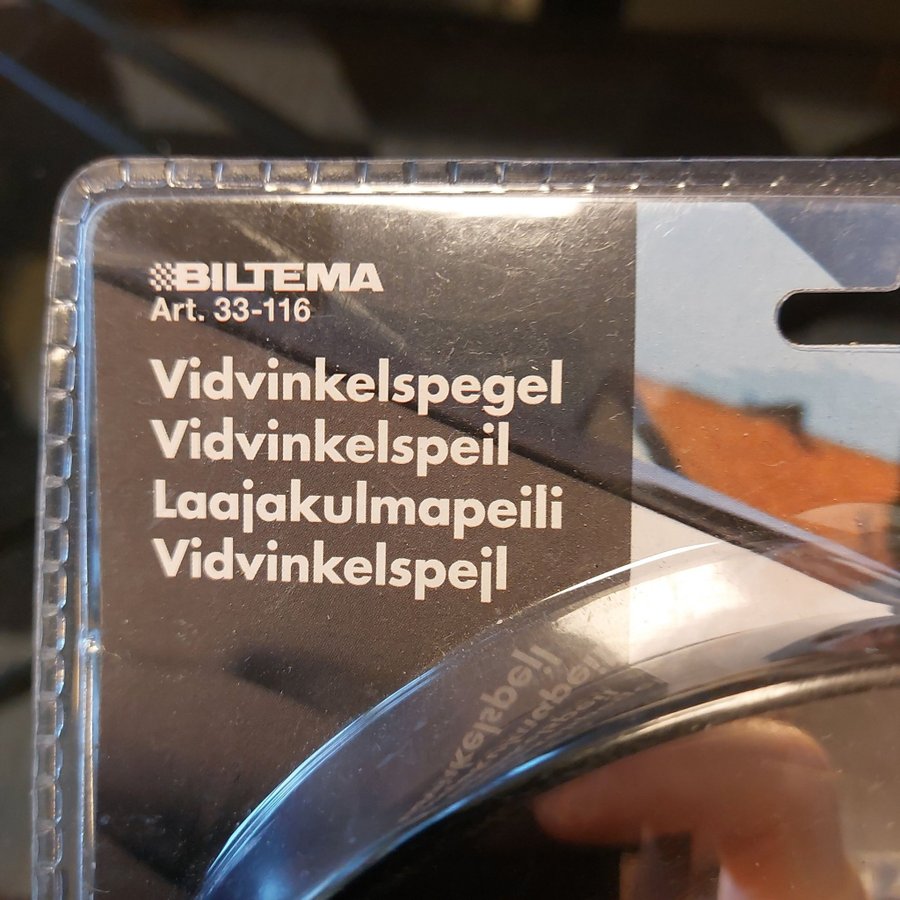 BILTEMA
Art. 33-116
Vidvinkelspegel
Vidvinkelspeil
Laajakulmapeili
Vidvinkelspejl